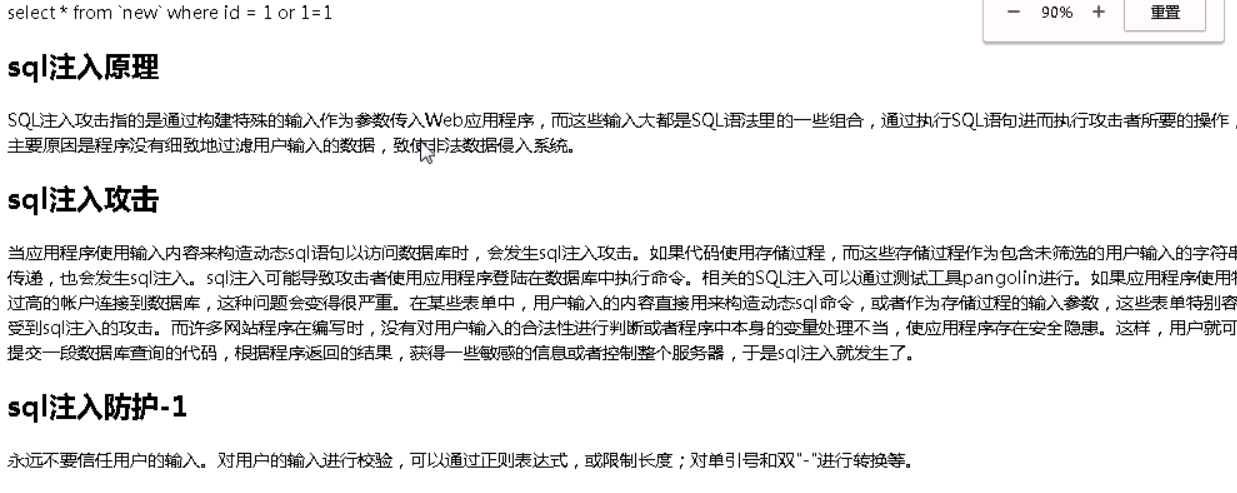 select * from `new` where id = 1 or 1=1
− 90% + 重置
sql注入原理
SQL注入攻击指的是通过构建特殊的输入作为参数传入Web应用程序，而这些输入大都是SQL语法里的一些组合，通过执行SQL语句进而执行攻击者所要的操作，
主要原因是程序没有细致地过滤用户输入的数据，致使非法数据侵入系统。
sql注入攻击
当应用程序使用输入内容来构造动态sql语句以访问数据库时，会发生sql注入攻击。如果代码使用存储过程，而这些存储过程作为包含未筛选的用户输入的字符串
传递，也会发生sql注入。sql注入可能导致攻击者使用应用程序登陆在数据库中执行命令。相关的SQL注入可以通过测试工具pangolin进行。如果应用程序使用特
过高的帐户连接到数据库，这种问题会变得很严重。在某些表单中，用户输入的内容直接用来构造动态sql命令，或者作为存储过程的输入参数，这些表单特别容
受到sql注入的攻击。而许多网站程序在编写时，没有对用户输入的合法性进行判断或者程序中本身的变量处理不当，使应用程序存在安全隐患。这样，用户就可
提交一段数据库查询的代码，根据程序返回的结果，获得一些敏感的信息或者控制整个服务器，于是sql注入就发生了。
sql注入防护-1
永远不要信任用户的输入。对用户的输入进行校验，可以通过正则表达式，或限制长度；对单引号和双"-"进行转换等。